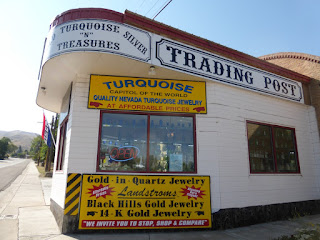 TURQUOISE SILVER
"N"
TREASURES
TRADING POST
TURQUOISE
CAPITOL OF THE WORLD
QUALITY NEVADA TURQUOISE JEWELRY
AT AFFORDABLE PRICES
Gold-in-Quartz Jewelry
Landstroms
Black Hills Gold Jewelry
14-K Gold Jewelry
"WE INVITE YOU TO STOP, SHOP & COMPARE"